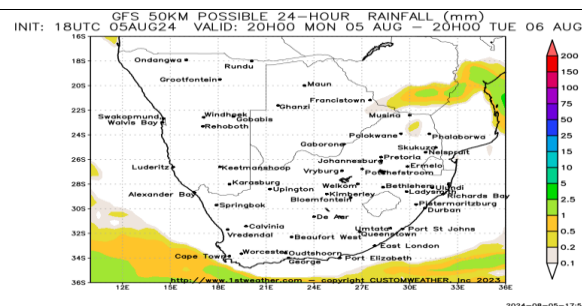 GFS 50KM POSSIBLE 24-HOUR RAINFALL (mm)
INIT: 18UTC 05AUG24 VALID: 20H00 MON 05 AUG – 20H00 TUE 06 AUG
16S
Ondangwa
Rundu
18S
Grootfontein
Maun
20S
Ghanzi
Francistown
22S
Swakopmund
Windhoek
Gobabis
Musina
Walvis Bay
Rehoboth
24S
Polokwane
Phalaborwa
Gaborone
Skukuza
Johannesburg
Pretoria
Nelspruit
26S
Luderitz
Keetmanshoop
Vryburg
Potchefstroom
Ermelo
Karasburg
Welkom
Bethlehem
Ulundi
28S
Alexander Bay
Upington
Kimberley
Ladysmith
Richards Bay
Springbok
Bloemfontein
Pietermaritzburg
30S
De Aar
Durban
Calvinia
Umtata
Port St Johns
32S
Vredendal
Beaufort West
Queenstown
East London
Worcester
Oudtshoorn
34S
Cape Town
George
Port Elizabeth
http://www.1stweather.com – copyright CUSTOMWEATHER, Inc 2023
36S
12E 15E 18E 21E 24E 27E 30E 33E 36E
200
150
100
75
50
25
15
10
5
2.5
1
0.5
0.2
0.1